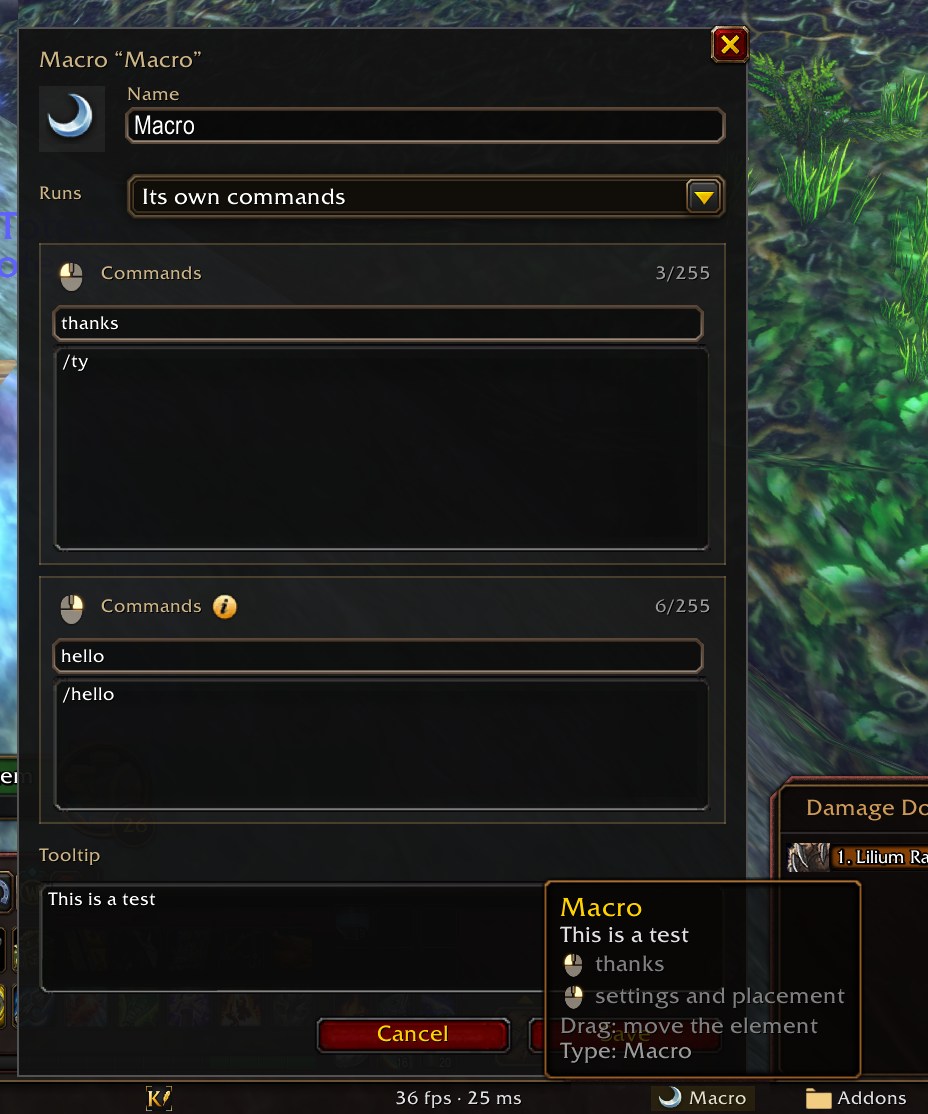 Macro “Macro”
Name
Macro
Runs
Its own commands
Commands
3/255
thanks
/ty
Commands
6/255
hello
/hello
Tooltip
This is a test
Macro
This is a test
thanks
settings and placement
Drag: move the element
Type: Macro
Cancel
Damage Do
1. Lilium Ra
36 fps · 25 ms
Macro
Addons